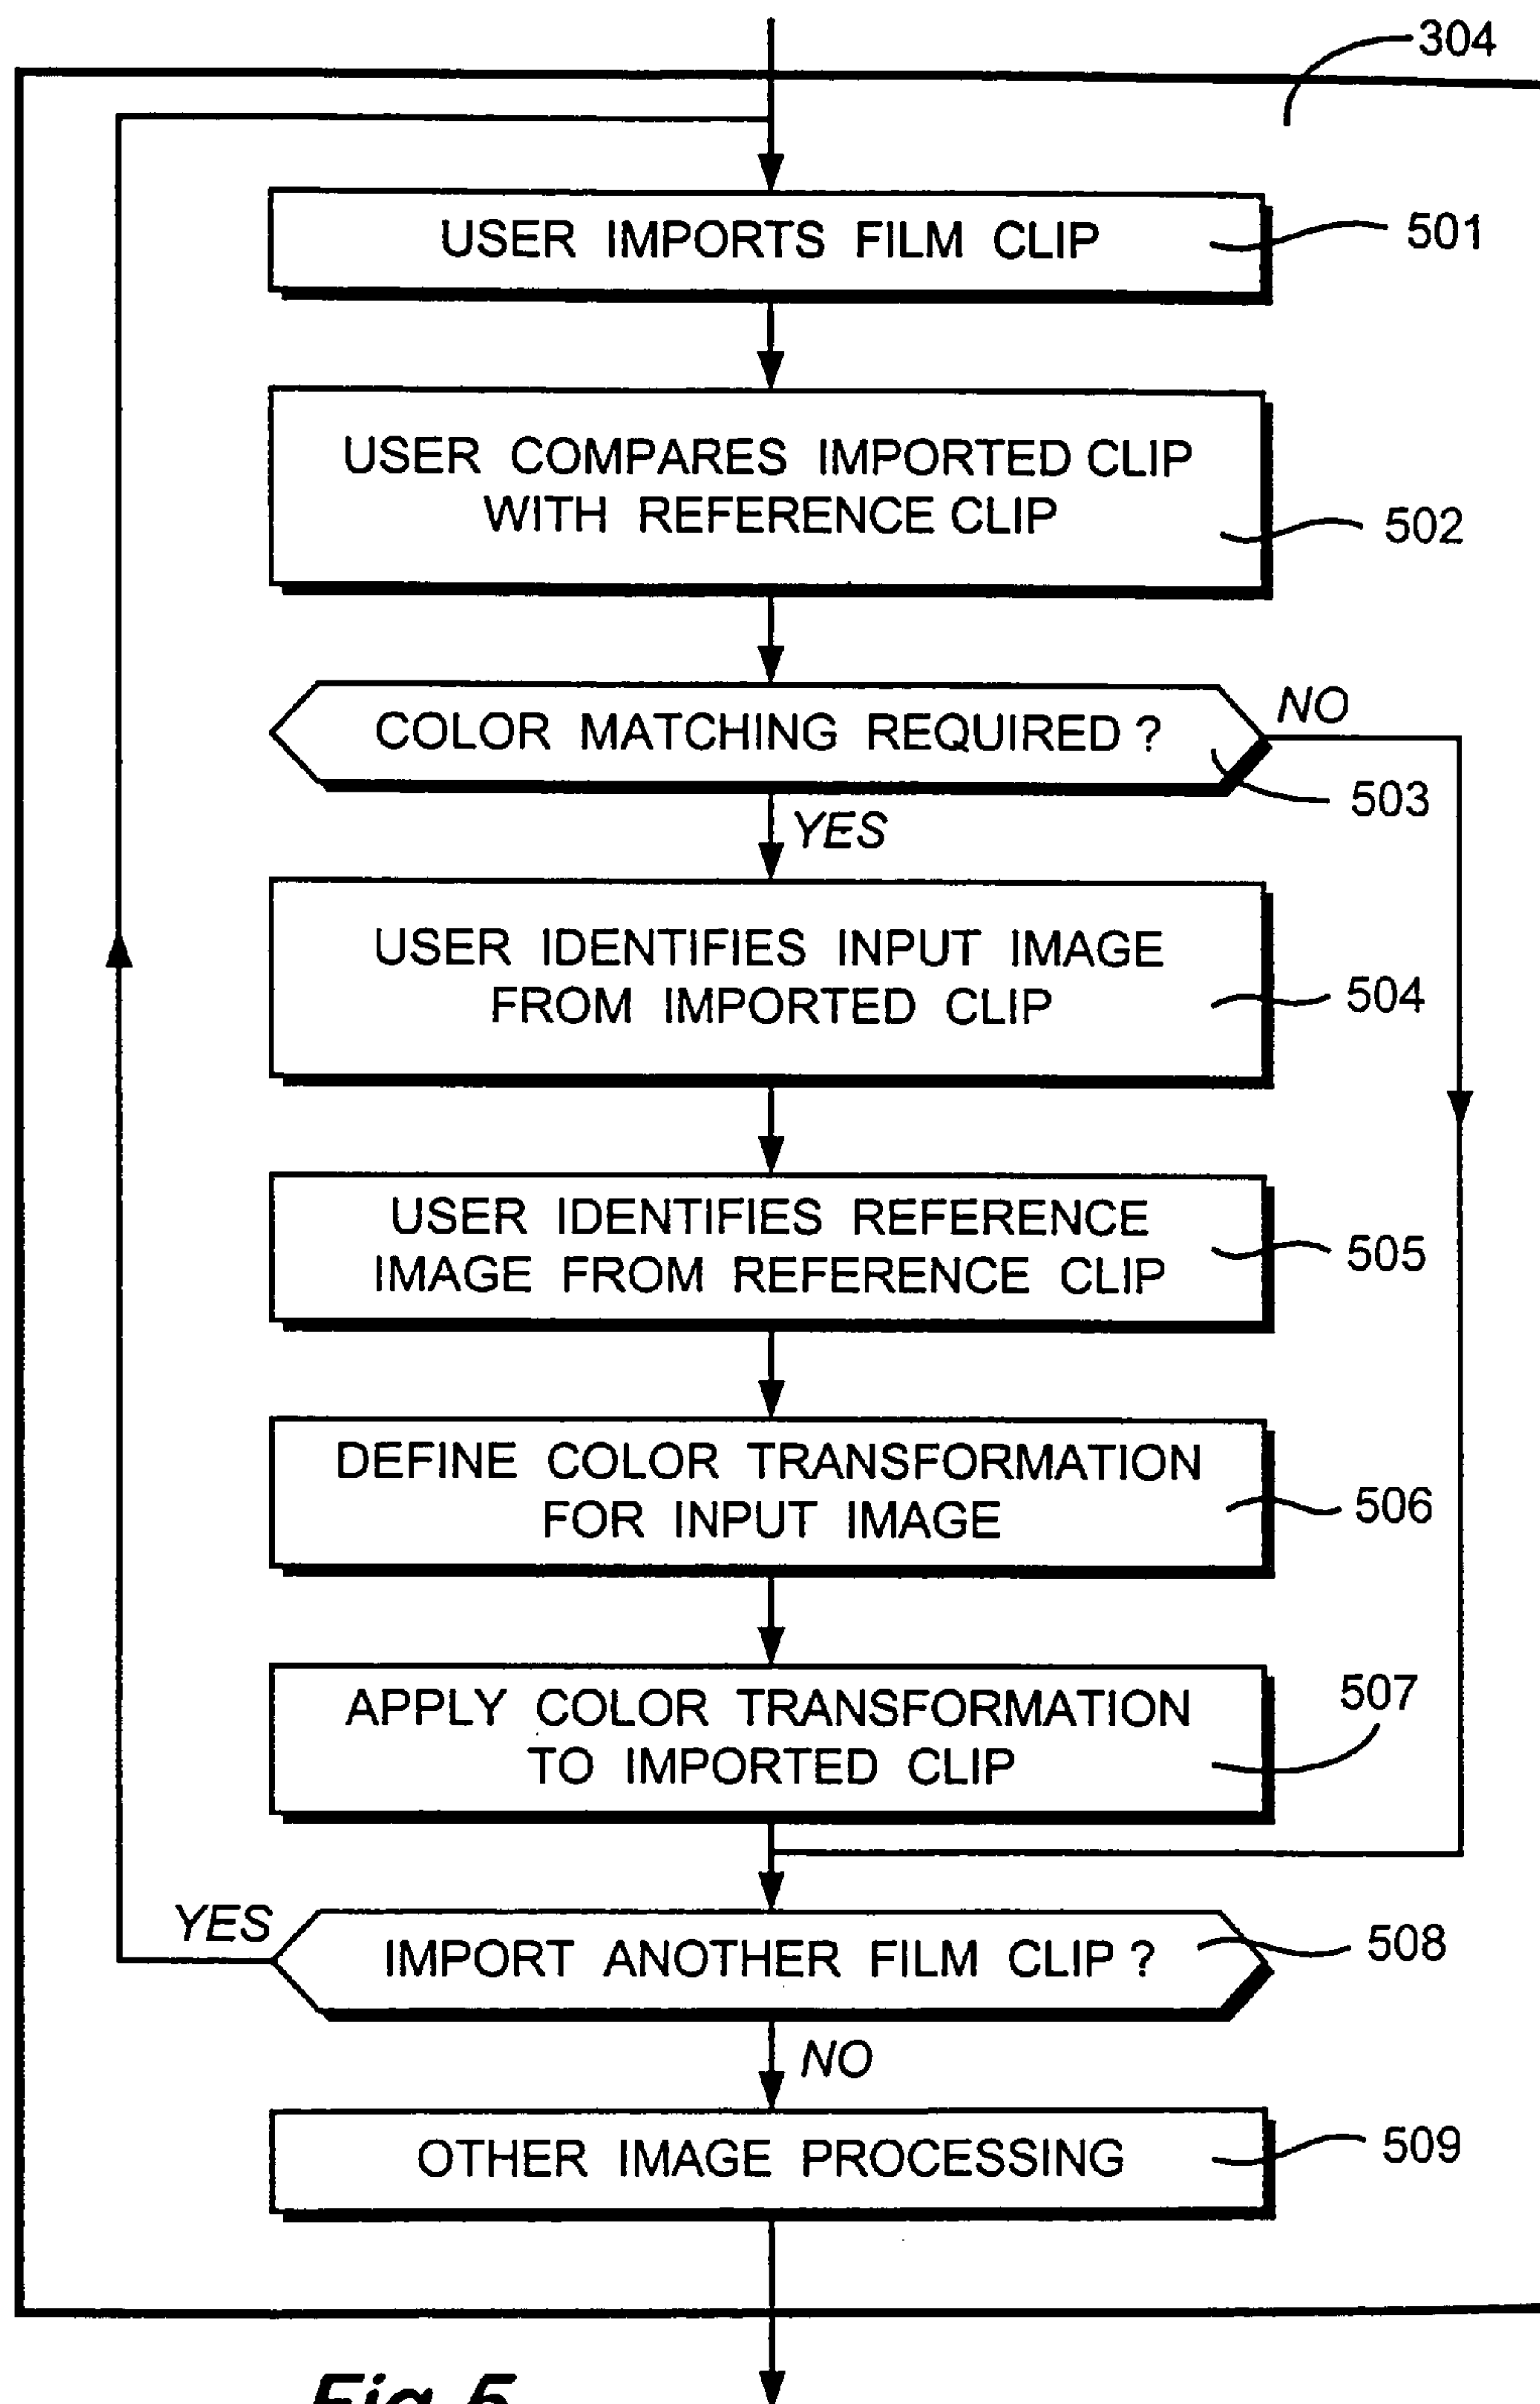 304
USER IMPORTS FILM CLIP
501
USER COMPARES IMPORTED CLIP
WITH REFERENCE CLIP
502
COLOR MATCHING REQUIRED ?
NO
503
YES
USER IDENTIFIES INPUT IMAGE
FROM IMPORTED CLIP
504
USER IDENTIFIES REFERENCE
IMAGE FROM REFERENCE CLIP
505
DEFINE COLOR TRANSFORMATION
FOR INPUT IMAGE
506
APPLY COLOR TRANSFORMATION
TO IMPORTED CLIP
507
YES
IMPORT ANOTHER FILM CLIP ?
508
NO
OTHER IMAGE PROCESSING
509
Fig 5